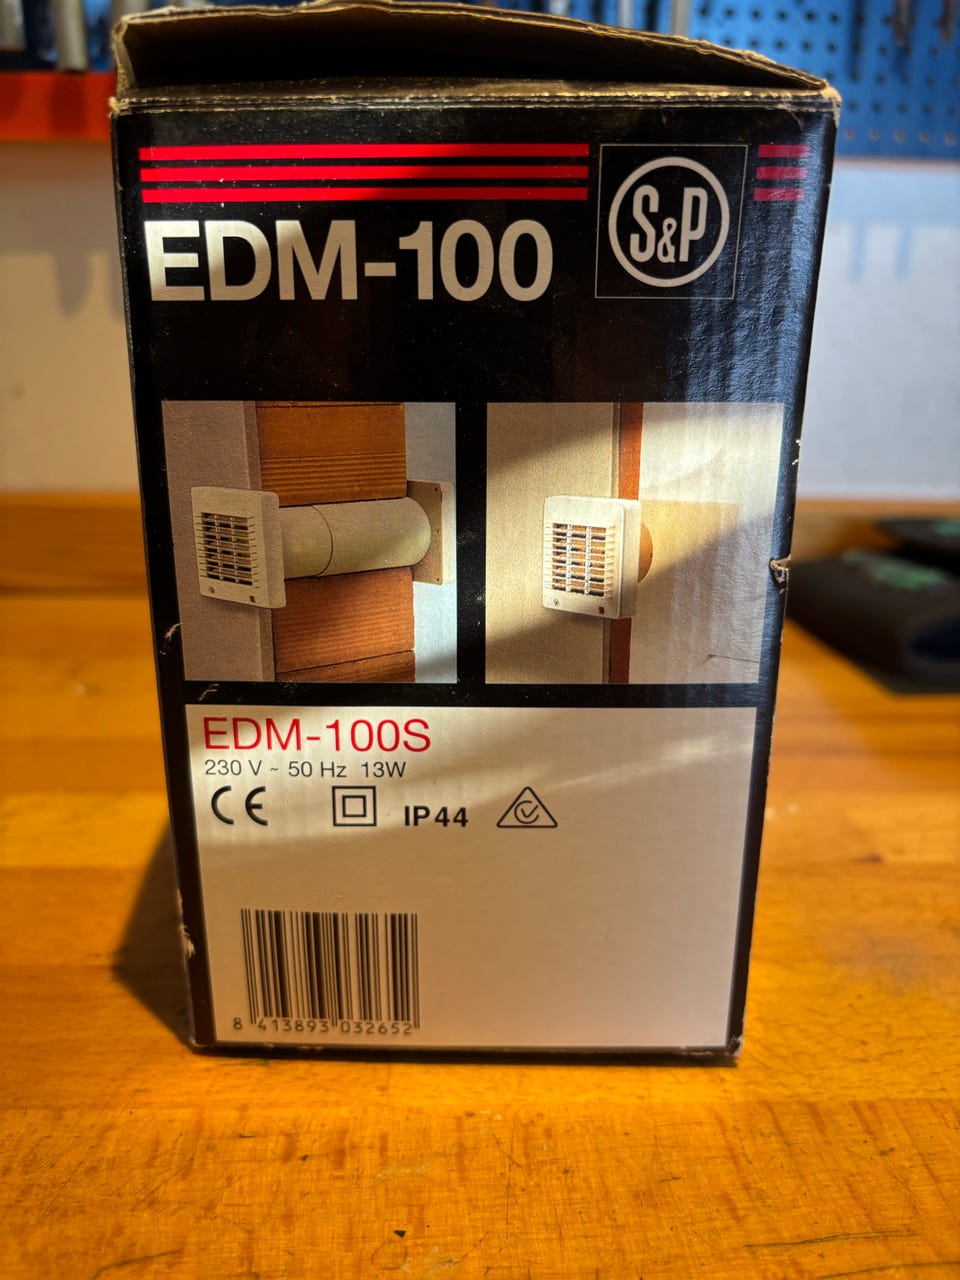 EDM-100
S&P
EDM-100S
230 V ~ 50 Hz 13W
CE
IP44
8 413893 032652